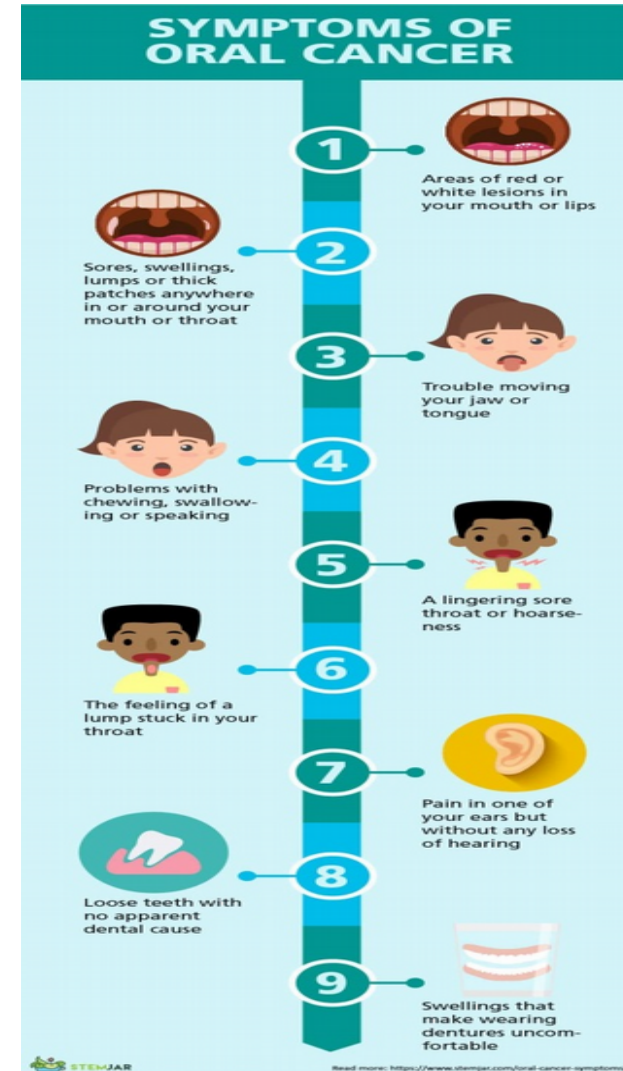 SYMPTOMS OF
ORAL CANCER
1
Areas of red or
white lesions in
your mouth or lips
2
Sores, swellings,
lumps or thick
patches anywhere
in or around your
mouth or throat
3
Trouble moving
your jaw or
tongue
4
Problems with
chewing, swallow-
ing or speaking
5
A lingering sore
throat or hoarse-
ness
6
The feeling of a
lump stuck in your
throat
7
Pain in one of
your ears but
without any loss
of hearing
8
Loose teeth with
no apparent
dental cause
9
Swellings that
make wearing
dentures uncom-
fortable
STEMJAR
Read more: https://www.stemjar.com/oral-cancer-symptoms